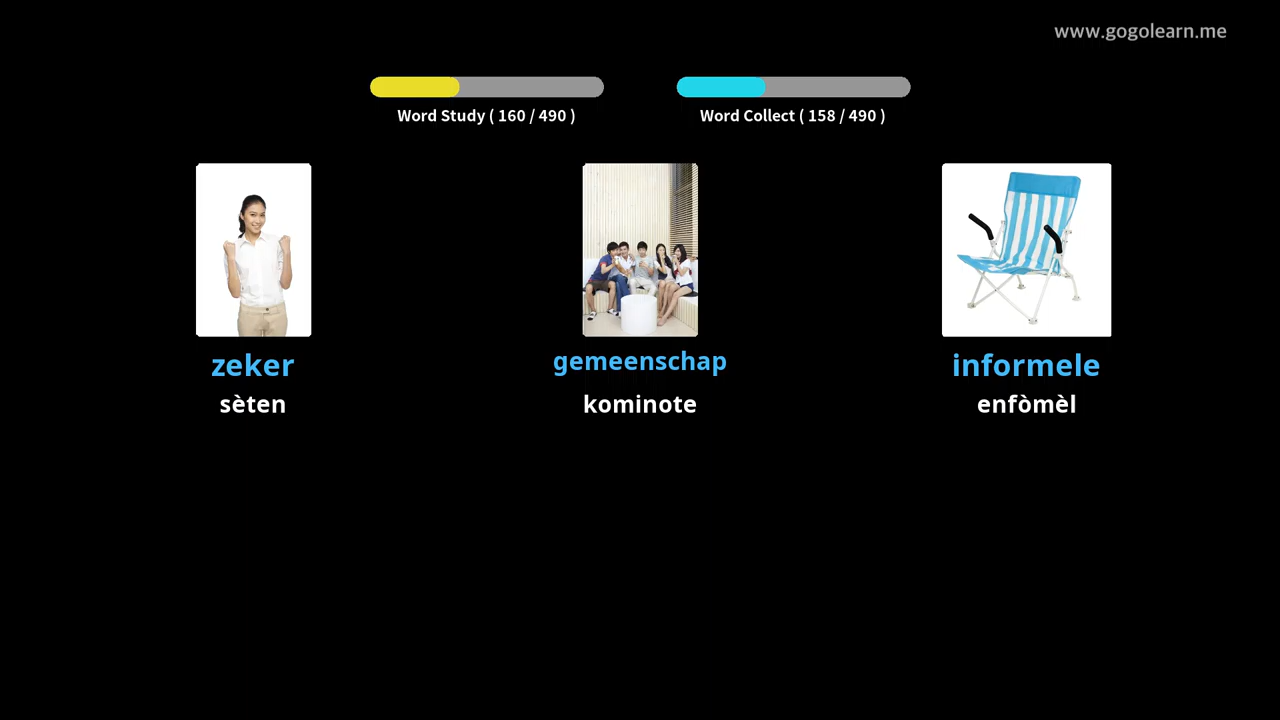 www.gogolearn.me
Word Study ( 160 / 490 )
Word Collect ( 158 / 490 )
zeker
gemeenschap
informele
sèten
kominote
enfòmèl